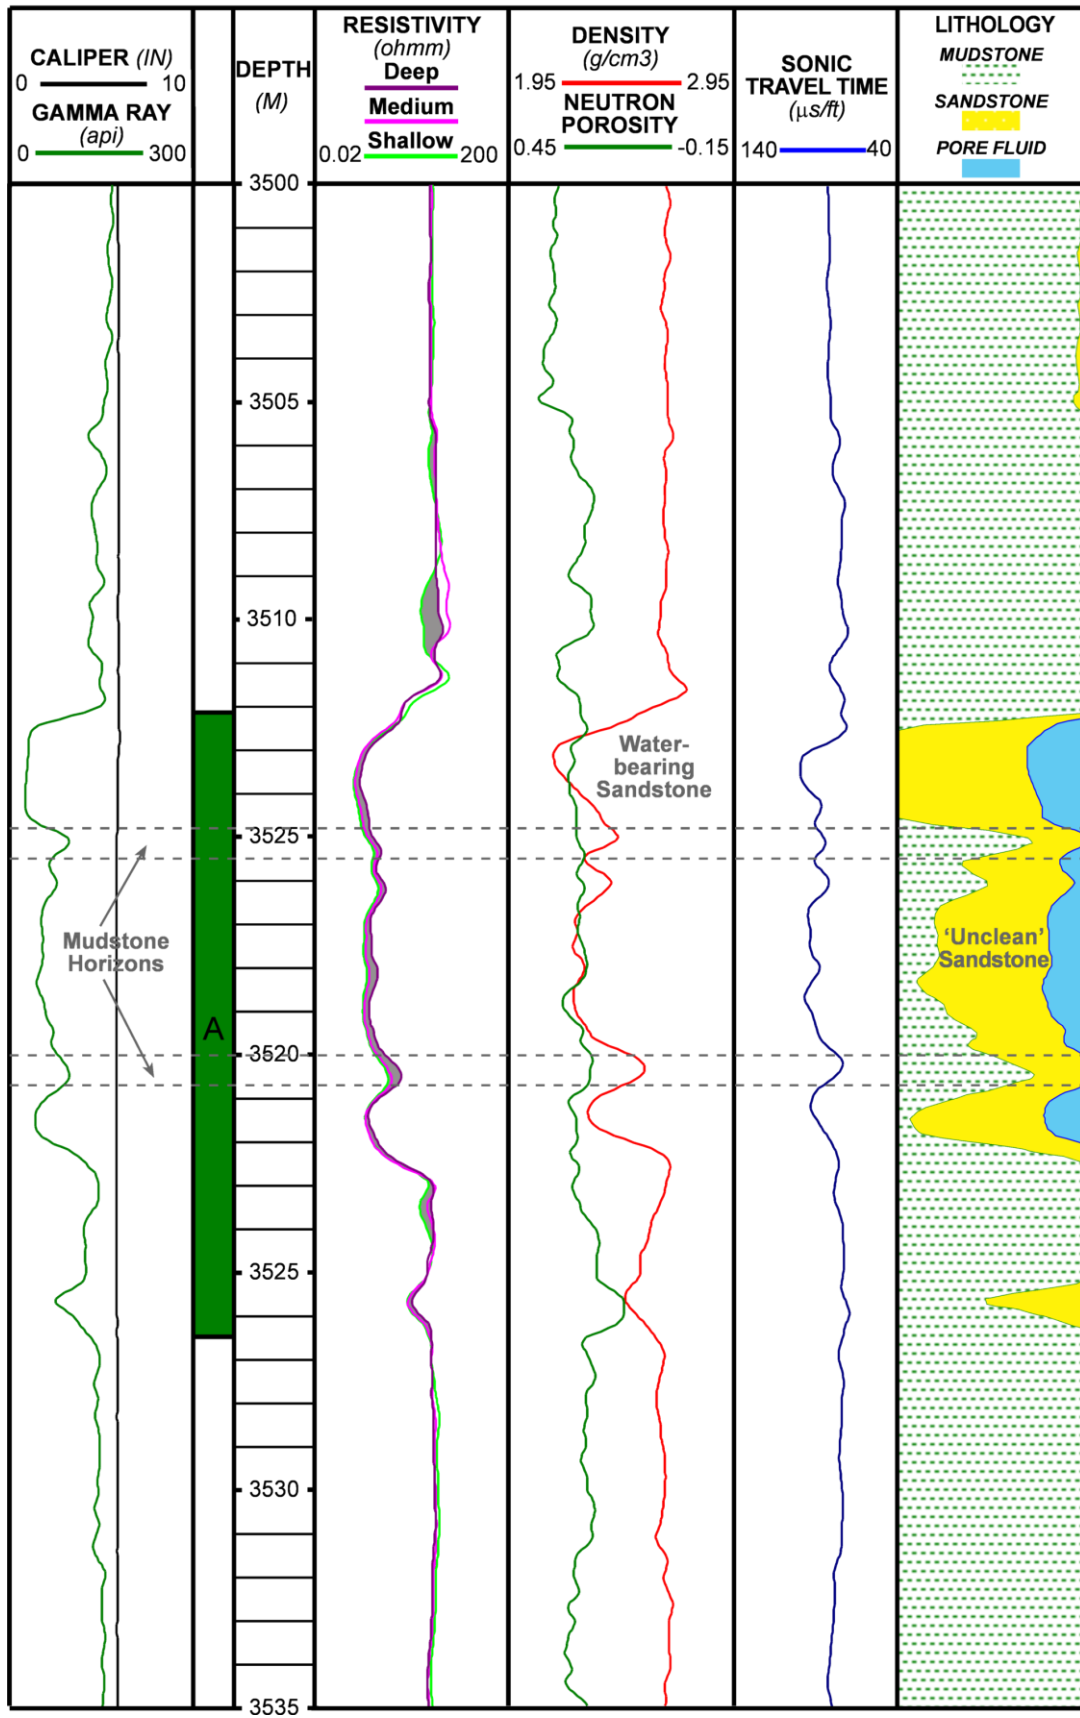 CALIPER (IN)
0 10
GAMMA RAY
(api)
0 300
DEPTH
(M)
RESISTIVITY
(ohmm)
Deep
Medium
Shallow
0.02 200
DENSITY
(g/cm3)
1.95 2.95
NEUTRON
POROSITY
0.45 -0.15
SONIC
TRAVEL TIME
(µs/ft)
140 40
LITHOLOGY
MUDSTONE
SANDSTONE
PORE FLUID
3500
3505
3510
Water-
bearing
Sandstone
3525
Mudstone
Horizons
'Unclean'
Sandstone
A
3520
3525
3530
3535